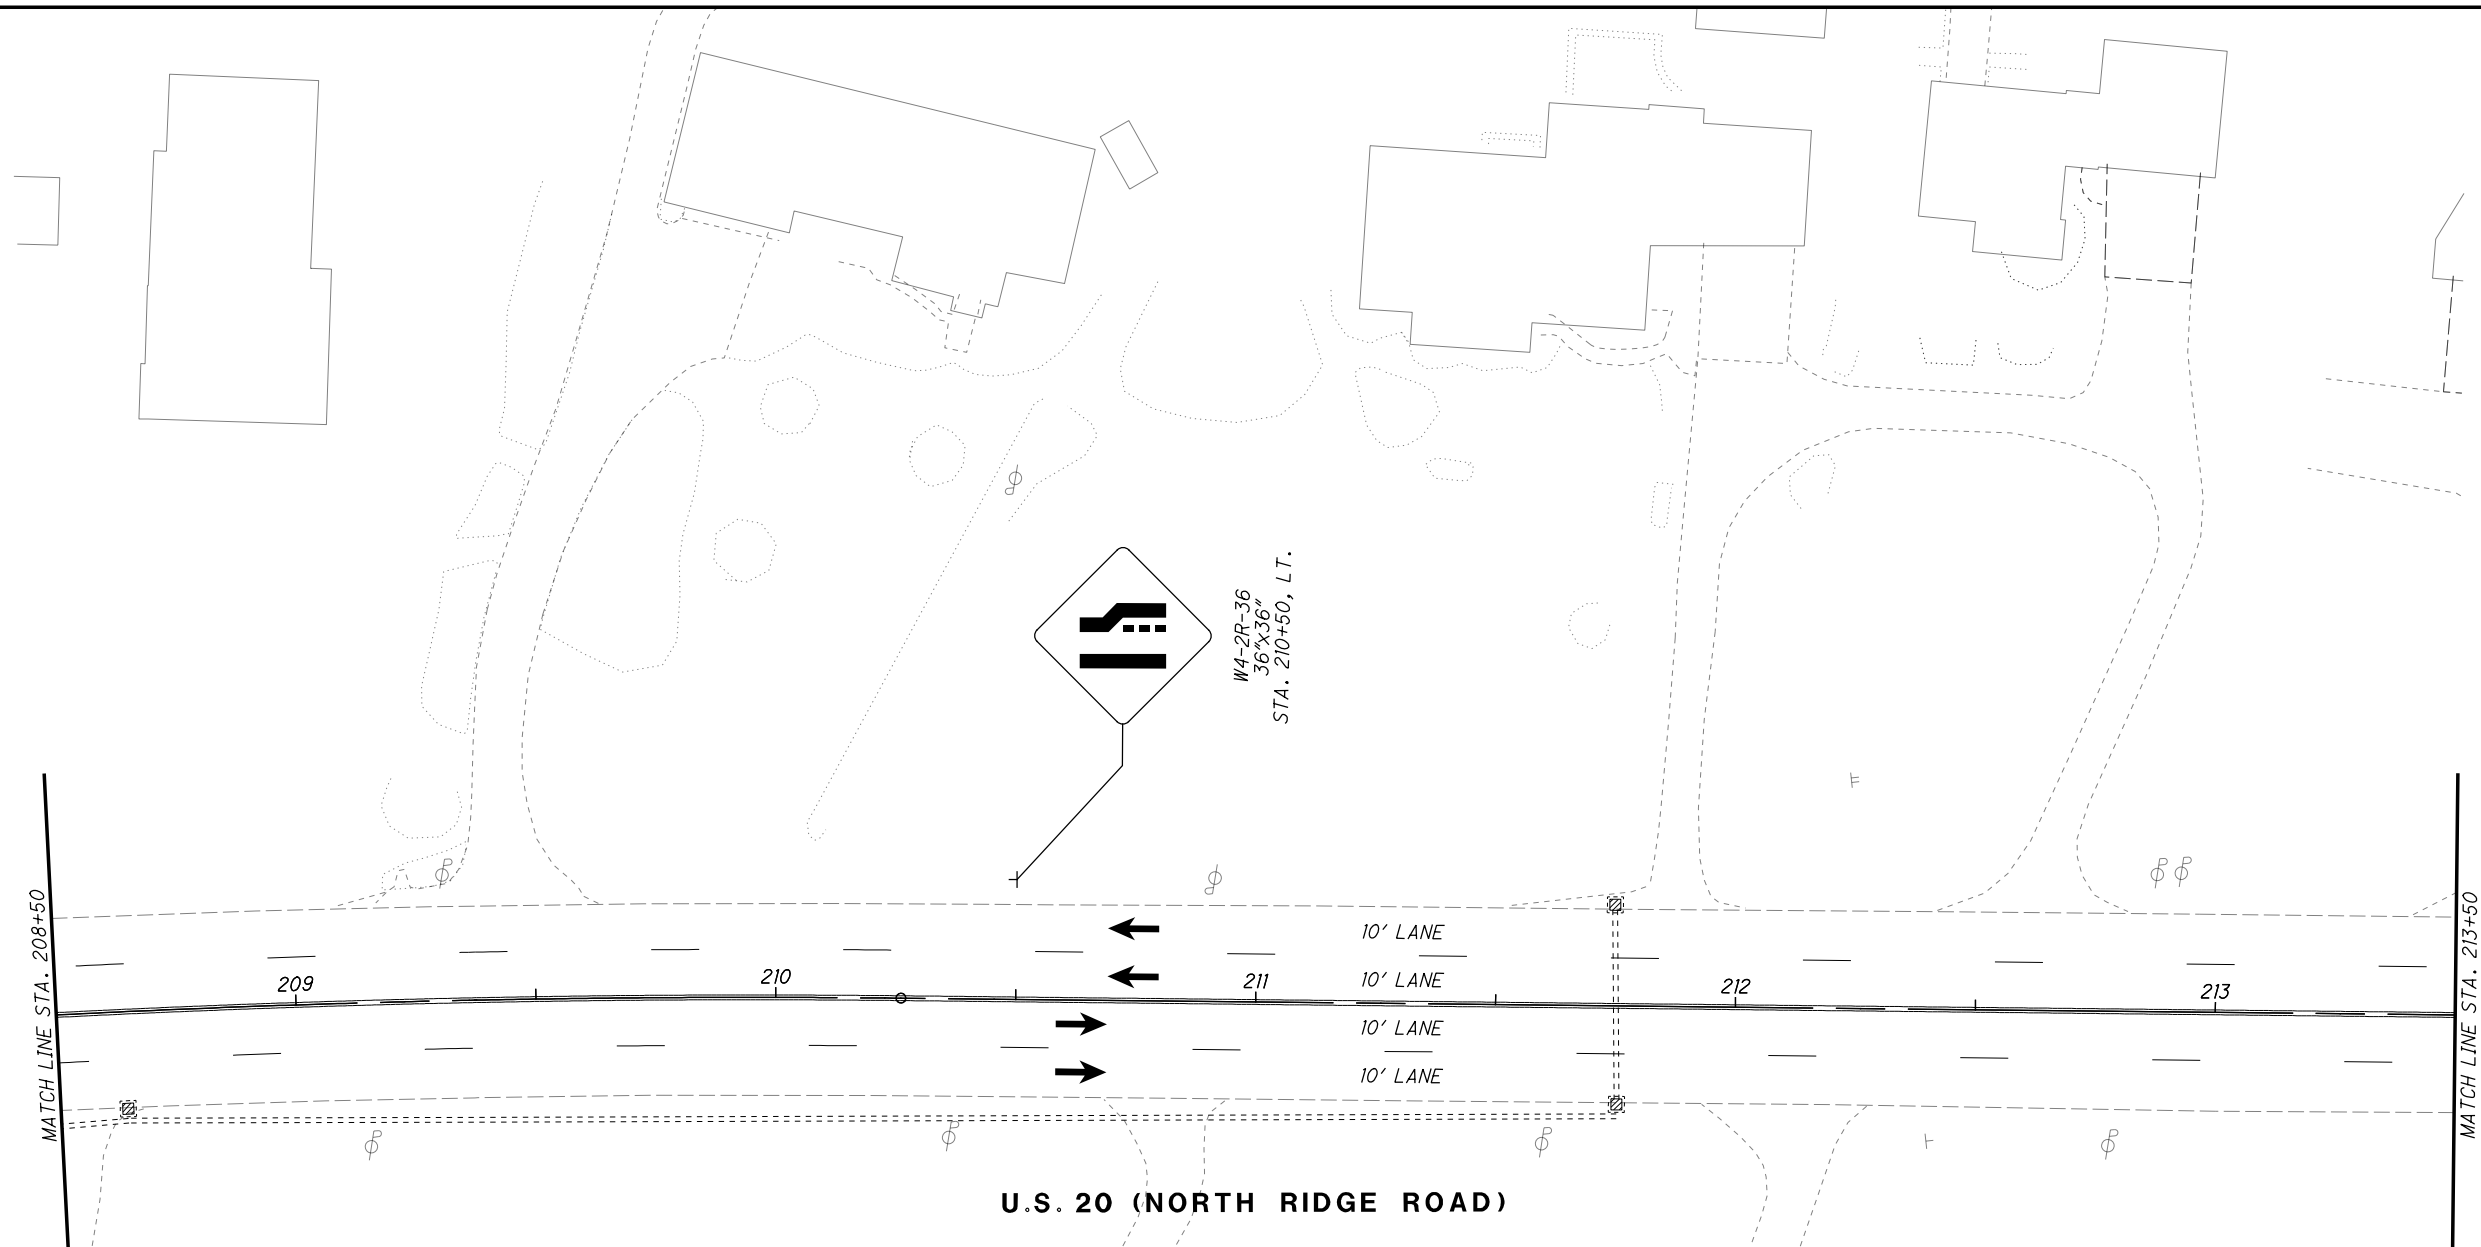 W4-2R-36
36"x36"
STA. 210+50, LT.
MATCH LINE STA. 208+50
MATCH LINE STA. 213+50
10' LANE
209
210
10' LANE
211
212
213
10' LANE
10' LANE
U.S. 20 (NORTH RIDGE ROAD)